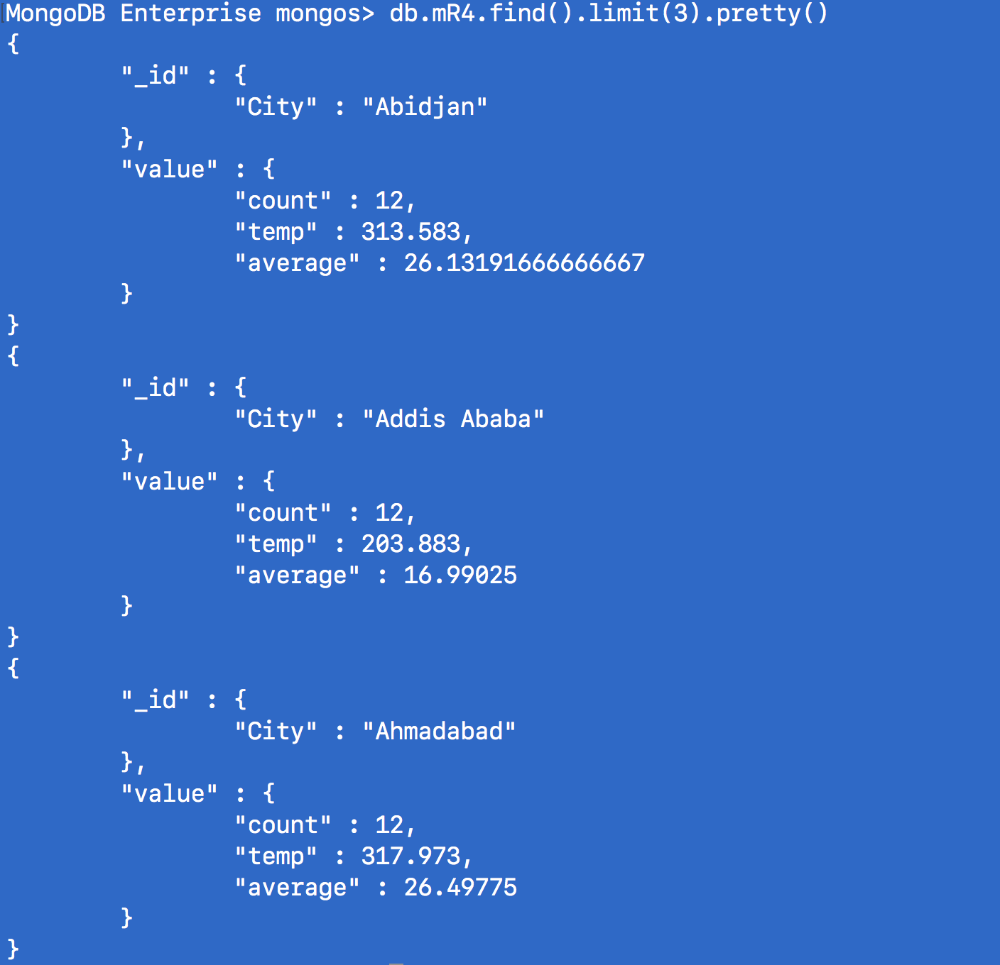 MongoDB Enterprise mongos> db.mR4.find().limit(3).pretty()
{
        "_id" : {
                "City" : "Abidjan"
        },
        "value" : {
                "count" : 12,
                "temp" : 313.583,
                "average" : 26.13191666666667
        }
}
{
        "_id" : {
                "City" : "Addis Ababa"
        },
        "value" : {
                "count" : 12,
                "temp" : 203.883,
                "average" : 16.99025
        }
}
{
        "_id" : {
                "City" : "Ahmadabad"
        },
        "value" : {
                "count" : 12,
                "temp" : 317.973,
                "average" : 26.49775
        }
}